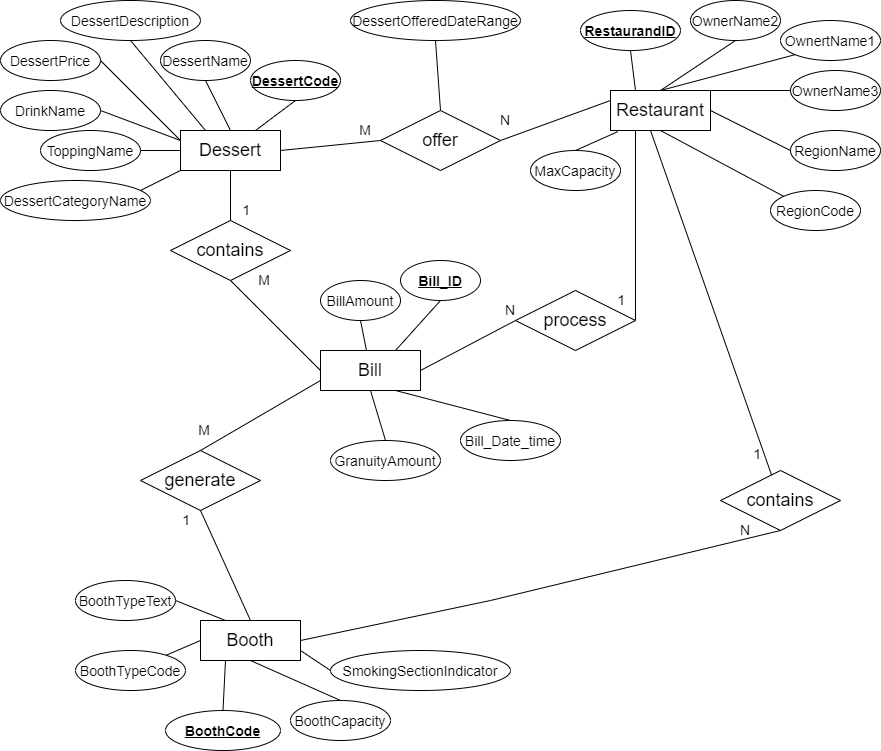 DessertDescription
DessertOfferedDateRange
RestaurandID
OwnerName2
OwnertName1
DessertPrice
DessertName
DessertCode
OwnerName3
DrinkName
Dessert
M
offer
N
Restaurant
ToppingName
RegionName
MaxCapacity
DessertCategoryName
RegionCode
1
contains
M
BillAmount
Bill_ID
N
process
1
Bill
M
GranuityAmount
Bill_Date_time
generate
1
1
contains
N
BoothTypeText
Booth
BoothTypeCode
SmokingSectionIndicator
BoothCode
BoothCapacity